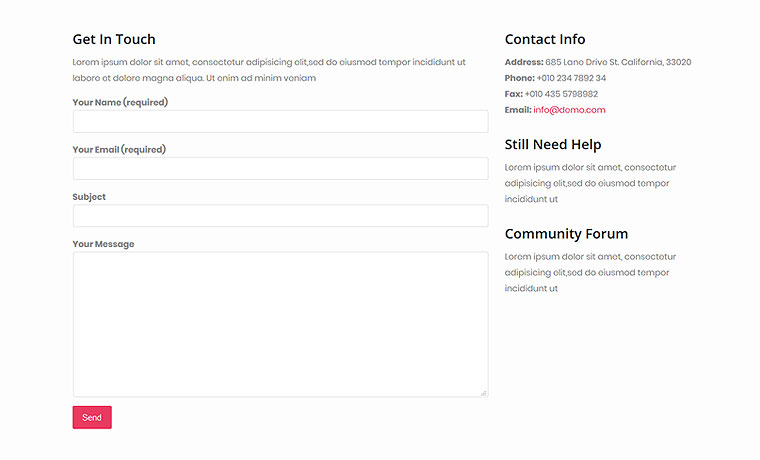 Get In Touch
Lorem ipsum dolor sit amet, consectetur adipisicing elit,sed do eiusmod tempor incididunt ut
labore et dolore magna aliqua. Ut enim ad minim veniam
Your Name (required)
Your Email (required)
Subject
Your Message
Send
Contact Info
Address: 685 Lane Drive St. California, 33020
Phone: +010 234 7892 34
Fax: +010 435 5798982
Email: info@demo.com
Still Need Help
Lorem ipsum dolor sit amet, consectetur
adipisicing elit,sed do eiusmod tempor
incididunt ut
Community Forum
Lorem ipsum dolor sit amet, consectetur
adipisicing elit,sed do eiusmod tempor
incididunt ut